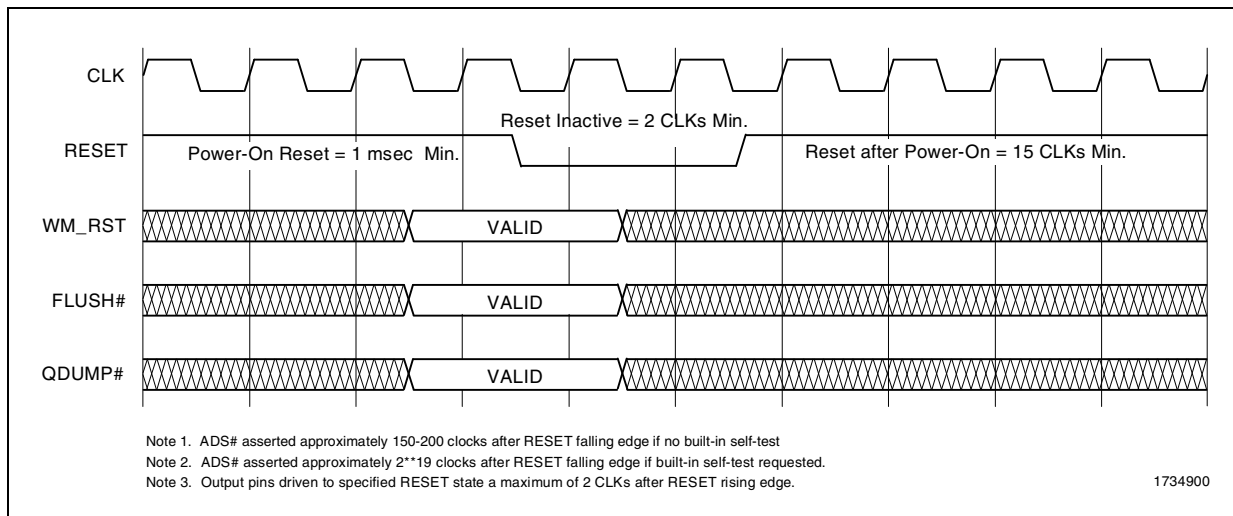 CLK
Reset Inactive = 2 CLKs Min.
RESET
Power-On Reset = 1 msec Min.
Reset after Power-On = 15 CLKs Min.
WM_RST
VALID
FLUSH#
VALID
QDUMP#
VALID
Note 1. ADS# asserted approximately 150-200 clocks after RESET falling edge if no built-in self-test
Note 2. ADS# asserted approximately 2**19 clocks after RESET falling edge if built-in self-test requested.
Note 3. Output pins driven to specified RESET state a maximum of 2 CLKs after RESET rising edge.
1734900